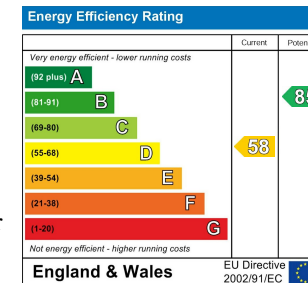 Energy Efficiency Rating
Current
Very energy efficient - lower running costs
(92 plus) A
(81-91) B
(69-80) C
(55-68) D
58
(39-54) E
(21-38) F
(1-20) G
Not energy efficient - higher running costs
England & Wales
EU Directive
2002/91/EC